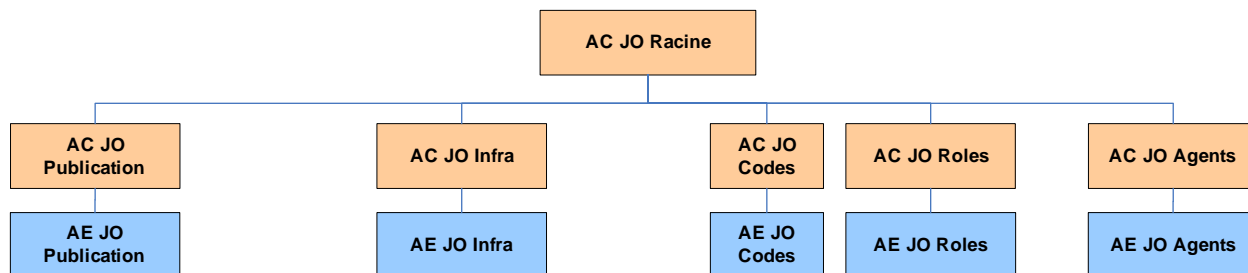 AC JO Racine
AC JO
Publication
AC JO Infra
AC JO
Codes
AC JO Roles
AC JO Agents
AE JO
Publication
AE JO Infra
AE JO
Codes
AE JO Roles
AE JO Agents